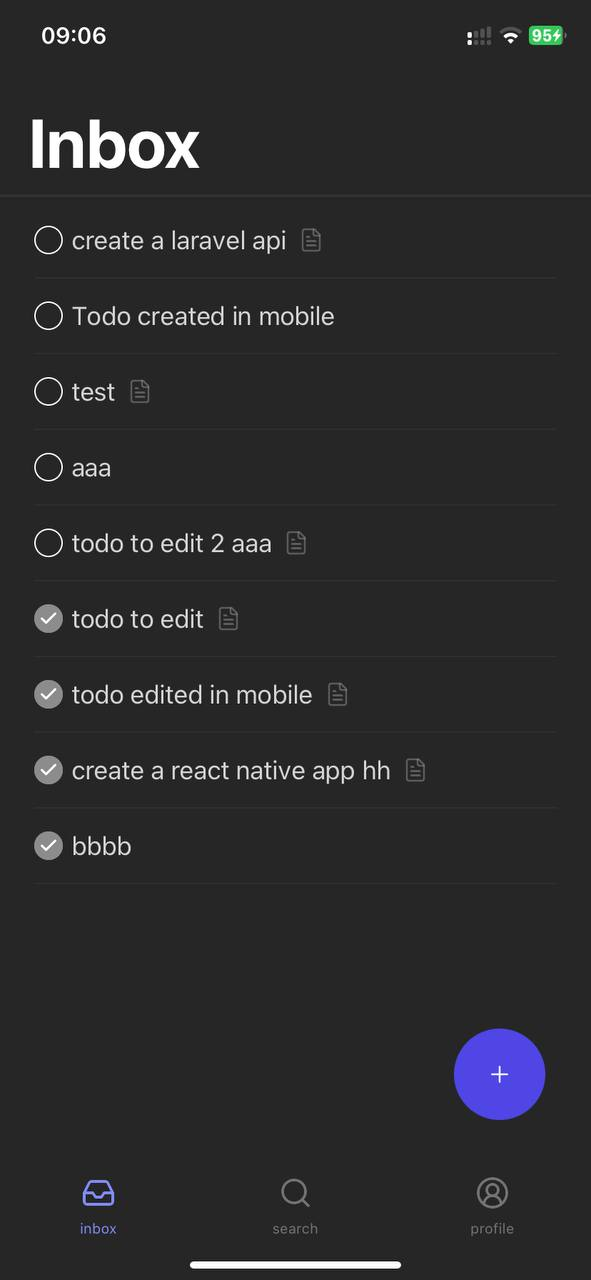 09:06
95
Inbox
create a laravel api
Todo created in mobile
test
aaa
todo to edit 2 aaa
todo to edit
todo edited in mobile
create a react native app hh
bbbb
+
inbox
search
profile